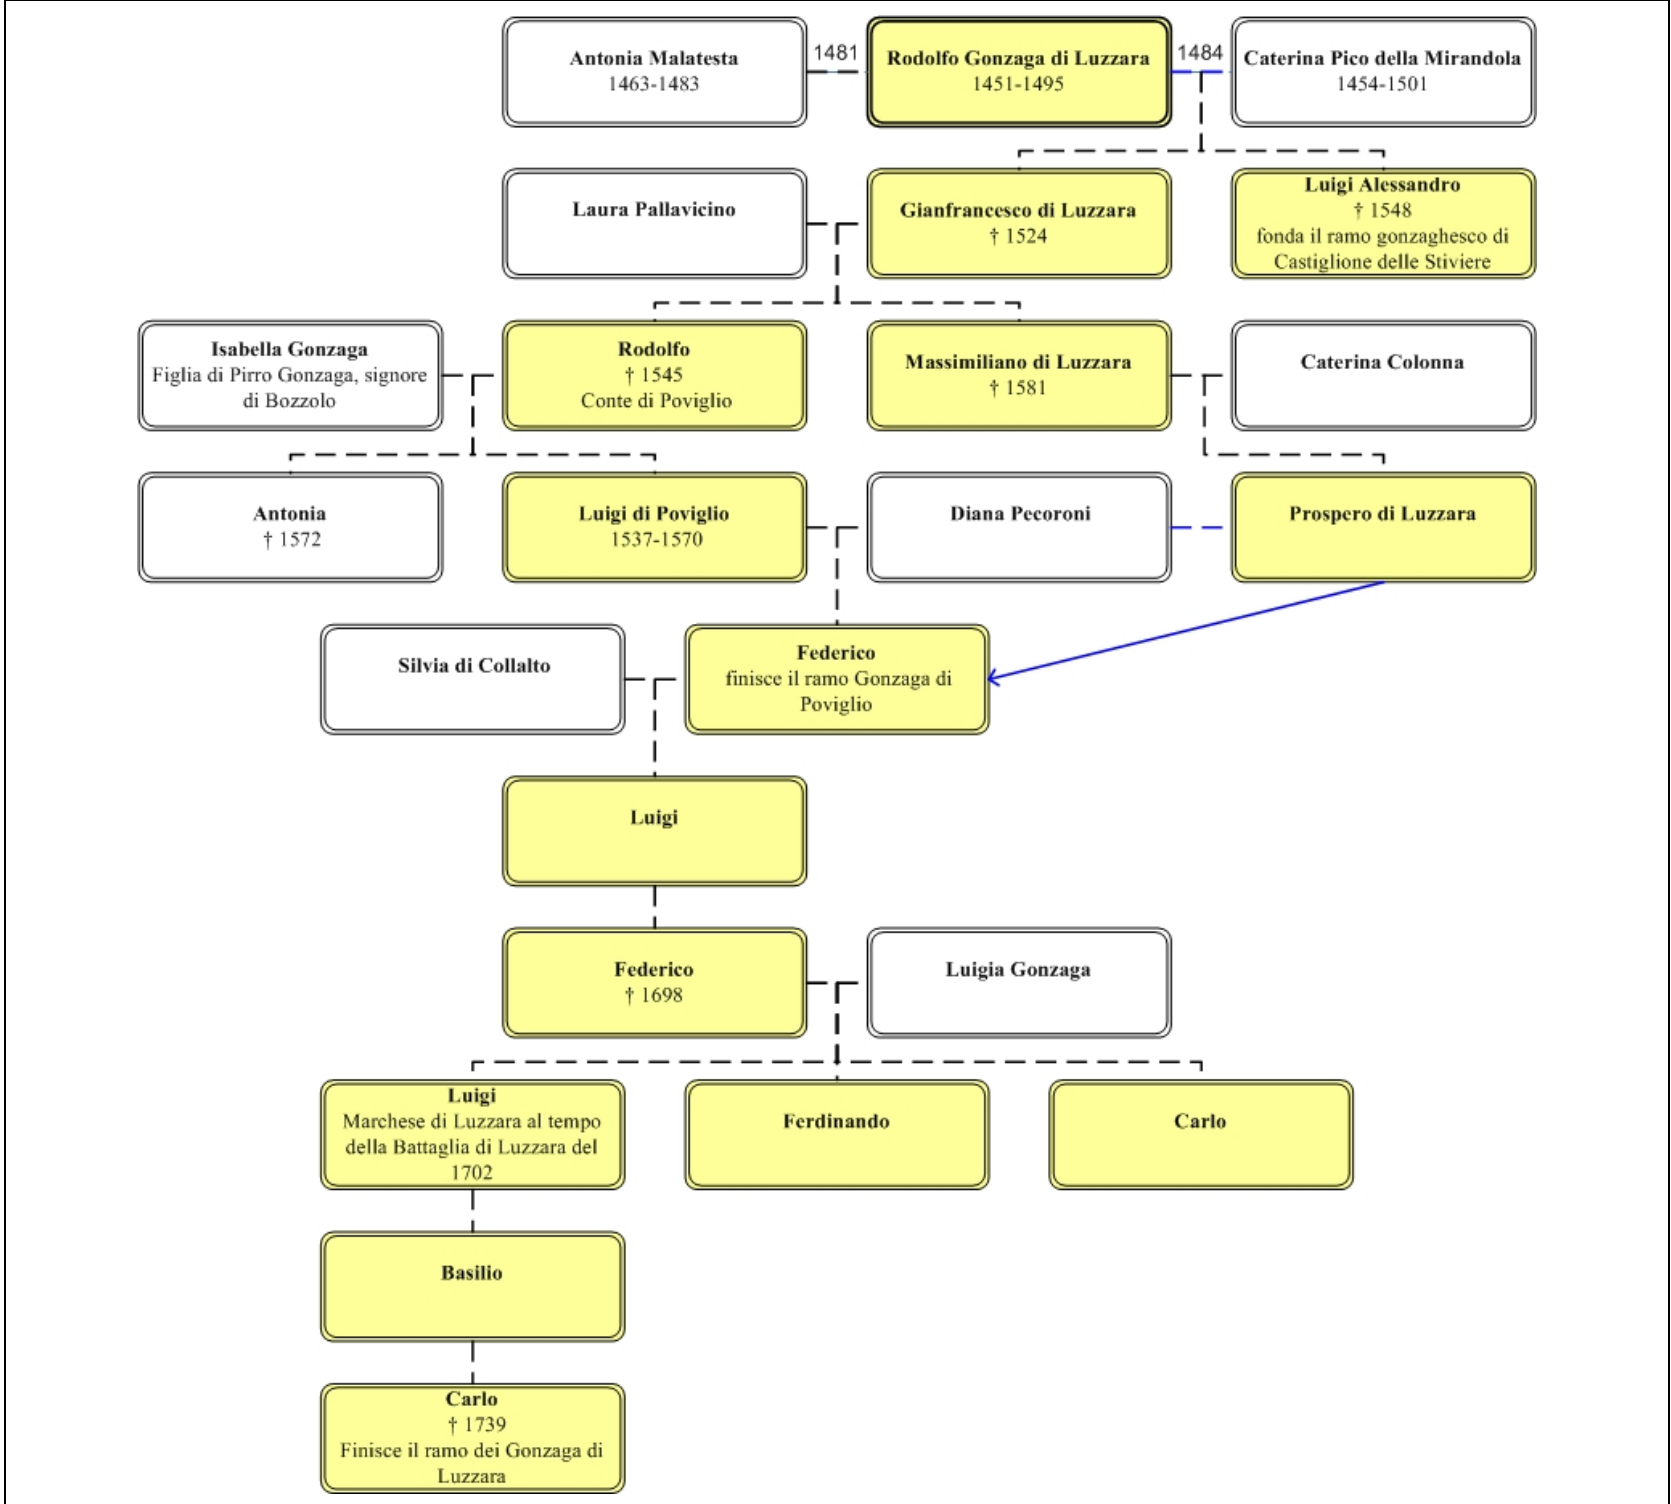 Antonia Malatesta
1463-1483
1481
Rodolfo Gonzaga di Luzzara
1451-1495
1484
Caterina Pico della Mirandola
1454-1501
Laura Pallavicino
Gianfrancesco di Luzzara
† 1524
Luigi Alessandro
† 1548
fonda il ramo gonzaghesco di
Castiglione delle Stiviere
Isabella Gonzaga
Figlia di Pirro Gonzaga, signore
di Bozzolo
Rodolfo
† 1545
Conte di Poviglio
Massimiliano di Luzzara
† 1581
Caterina Colonna
Antonia
† 1572
Luigi di Poviglio
1537-1570
Diana Pecoroni
Prospero di Luzzara
Silvia di Collalto
Federico
finisce il ramo Gonzaga di
Poviglio
Luigi
Federico
† 1698
Luigia Gonzaga
Luigi
Marchese di Luzzara al tempo
della Battaglia di Luzzara del
1702
Ferdinando
Carlo
Basilio
Carlo
† 1739
Finisce il ramo dei Gonzaga di
Luzzara